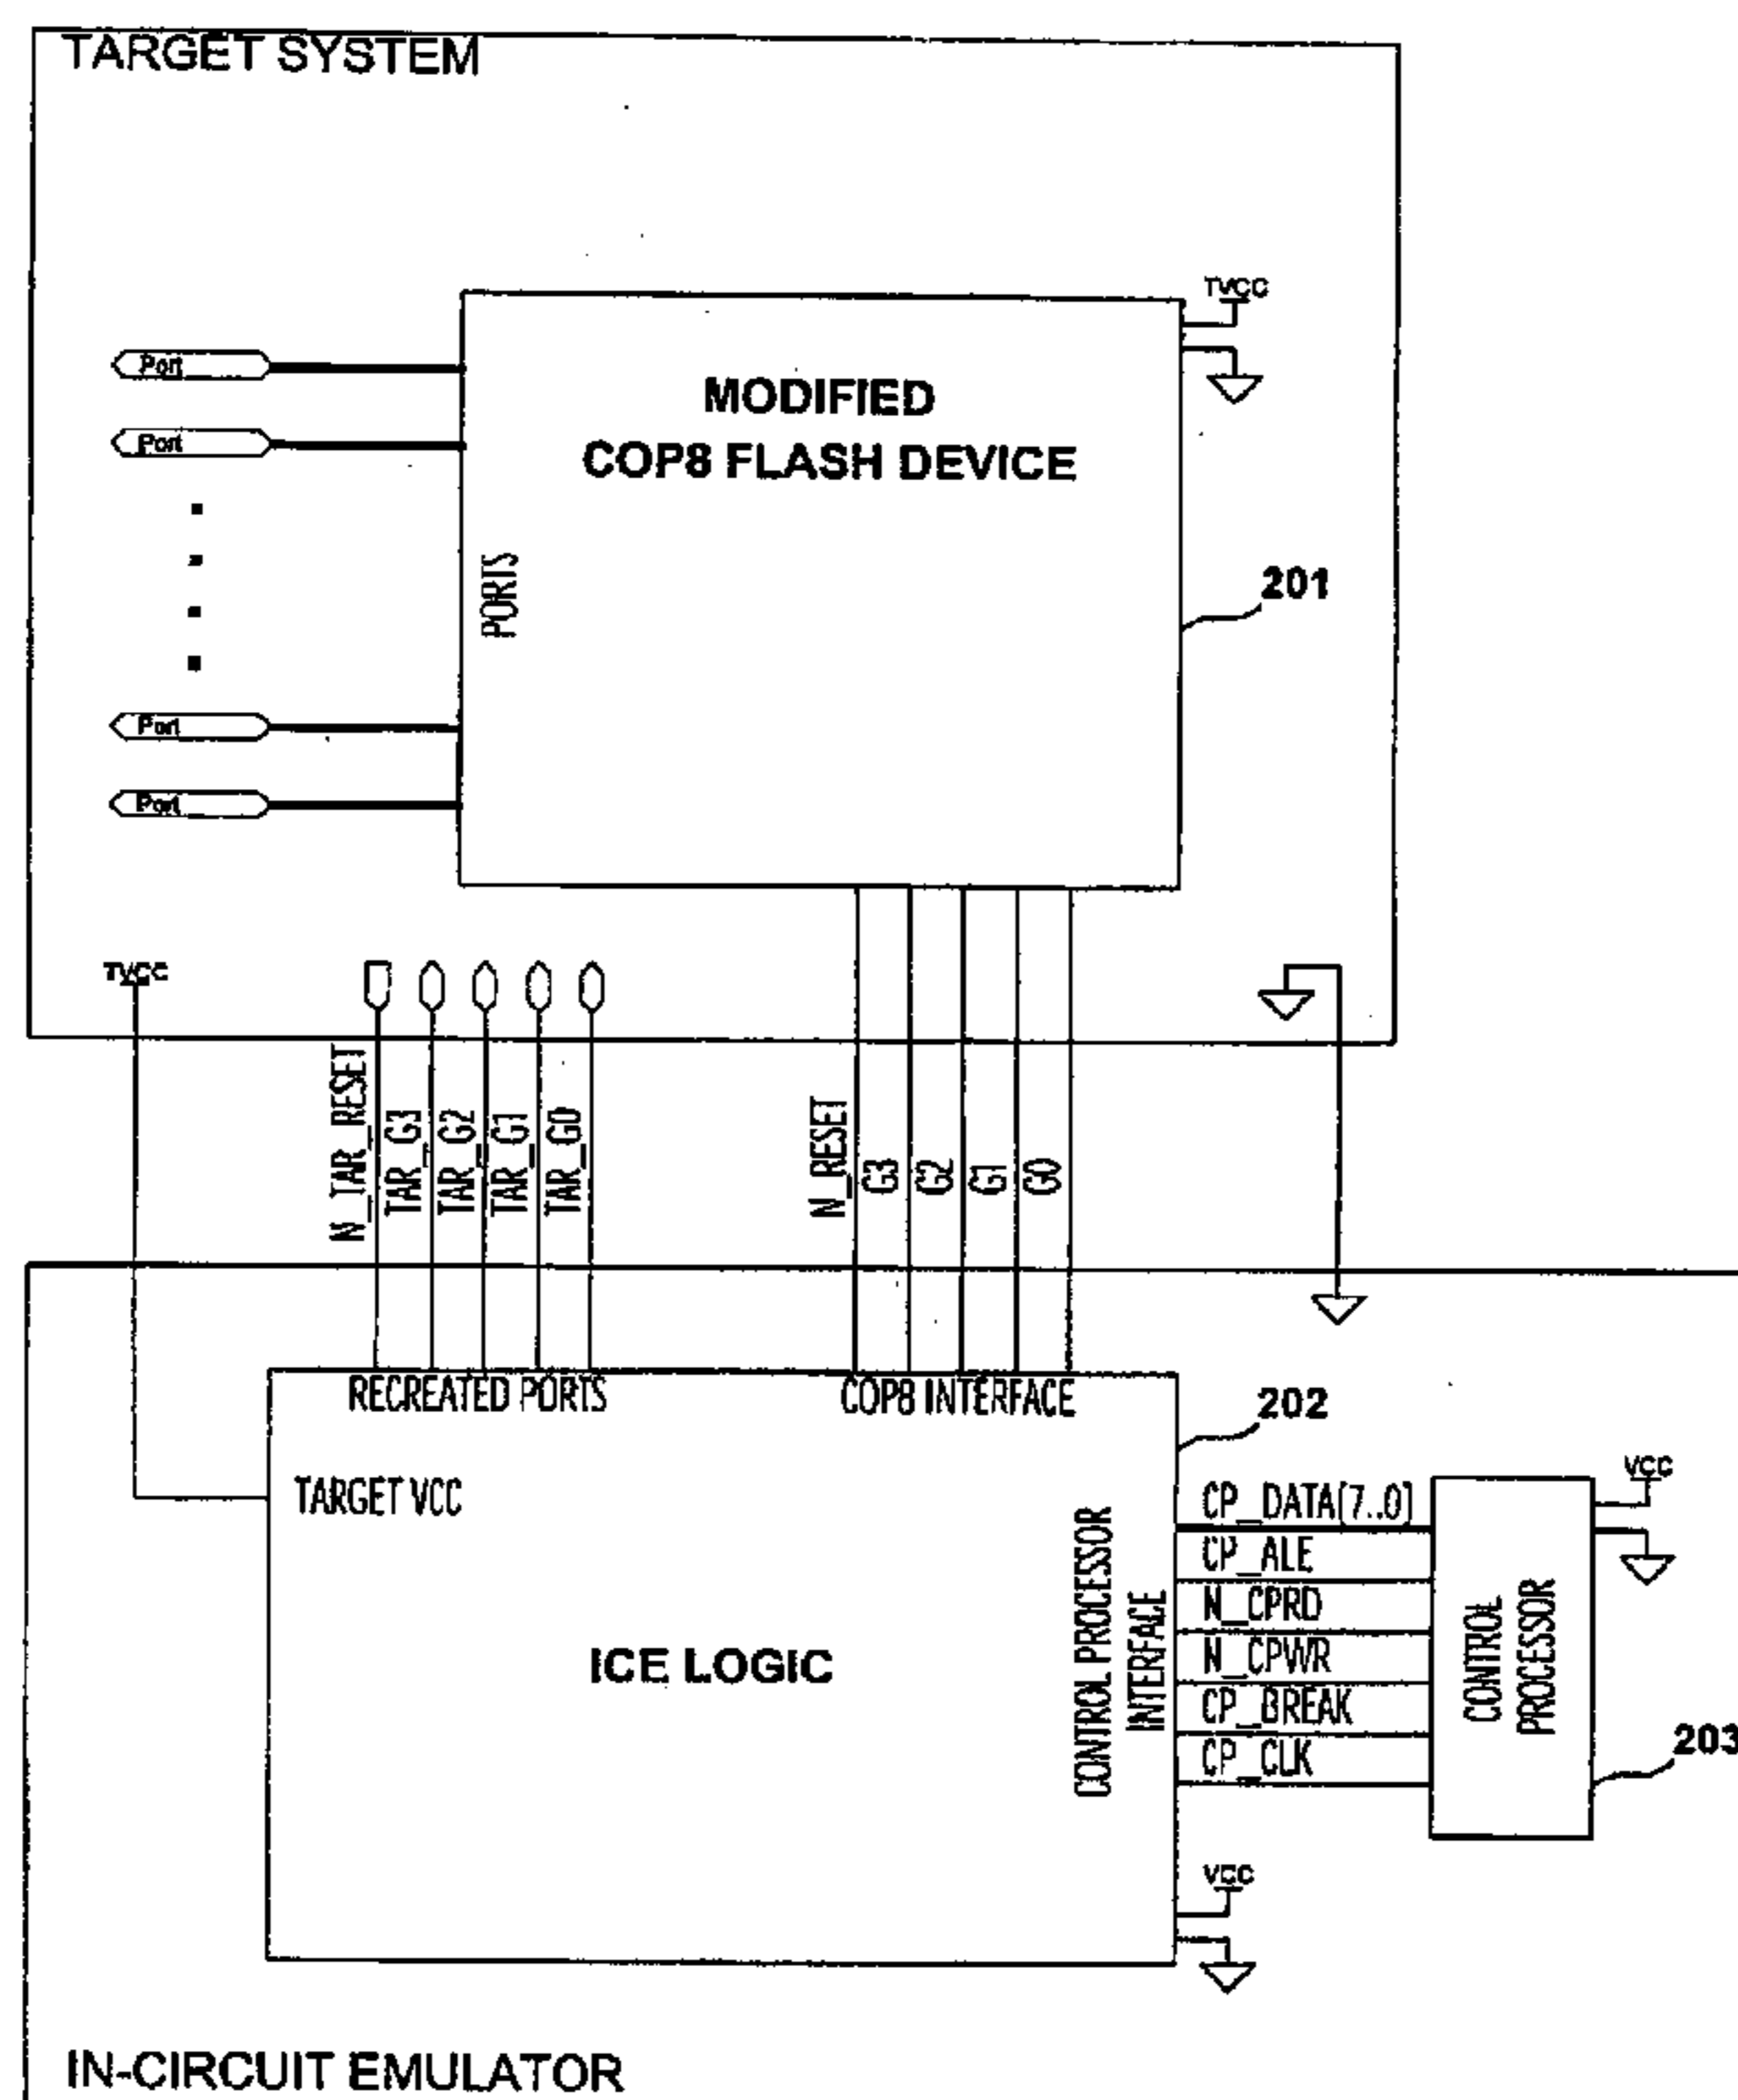 TARGET SYSTEM
TVCC
Port
MODIFIED
COP8 FLASH DEVICE
Port
PORTS
201
Port
Port
TVCC
N_TAR_RESET
TAR_G3
TAR_G2
TAR_G1
TAR_G0
N_RESET
G3
G2
G1
G0
RECREATED PORTS
COP8 INTERFACE
202
TARGET VCC
CONTROL PROCESSOR
INTERFACE
CP_DATA[7..0]
CP_ALE
N_CPRD
N_CPWR
CP_BREAK
CP_CLK
VCC
CONTROL
PROCESSOR
203
ICE LOGIC
VCC
IN-CIRCUIT EMULATOR